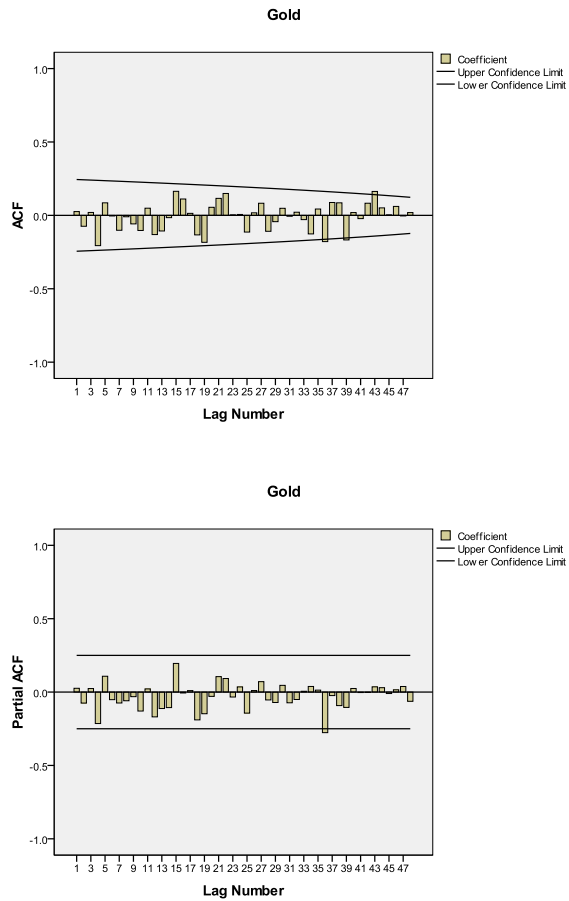 Gold
1.0
0.5
0.0
-0.5
-1.0
ACF
1 3 5 7 9 11 13 15 17 19 21 23 25 27 29 31 33 35 37 39 41 43 45 47
Lag Number
Coefficient
Upper Confidence Limit
Lower Confidence Limit
Gold
1.0
0.5
0.0
-0.5
-1.0
Partial ACF
1 3 5 7 9 11 13 15 17 19 21 23 25 27 29 31 33 35 37 39 41 43 45 47
Lag Number
Coefficient
Upper Confidence Limit
Lower Confidence Limit